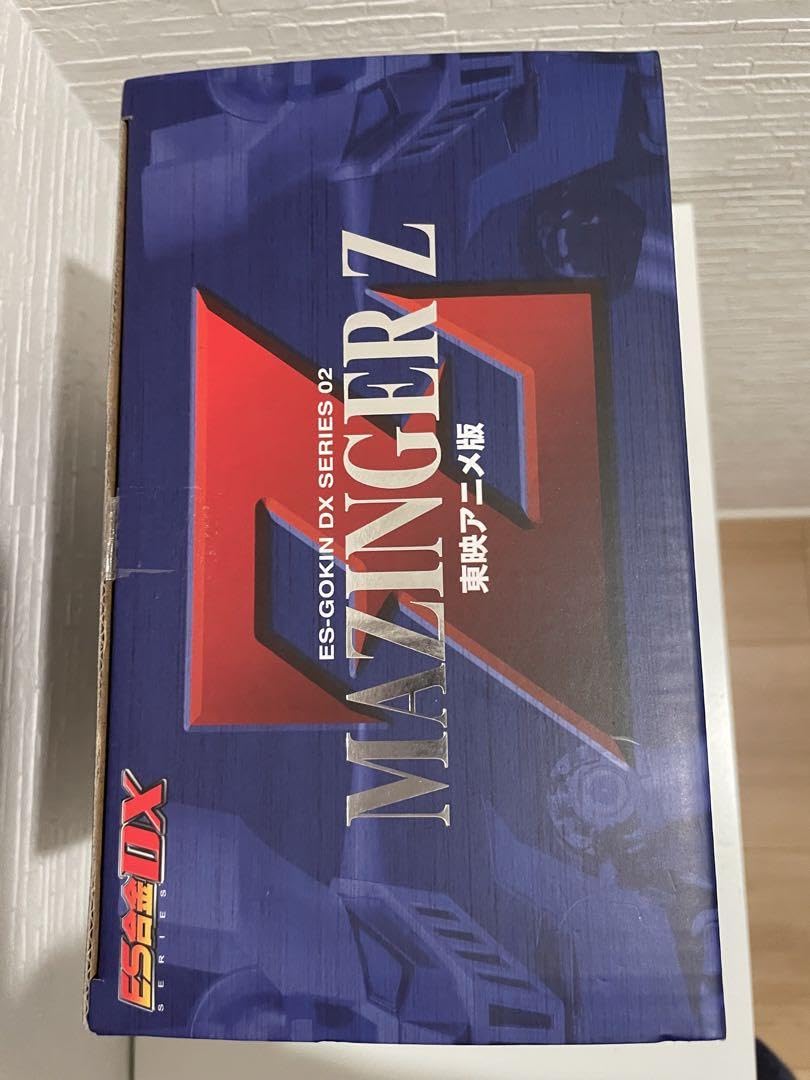 ES合金DX
SERIES
ES-GOKIN DX SERIES 02
MAZINGER Z
東映アニメ版